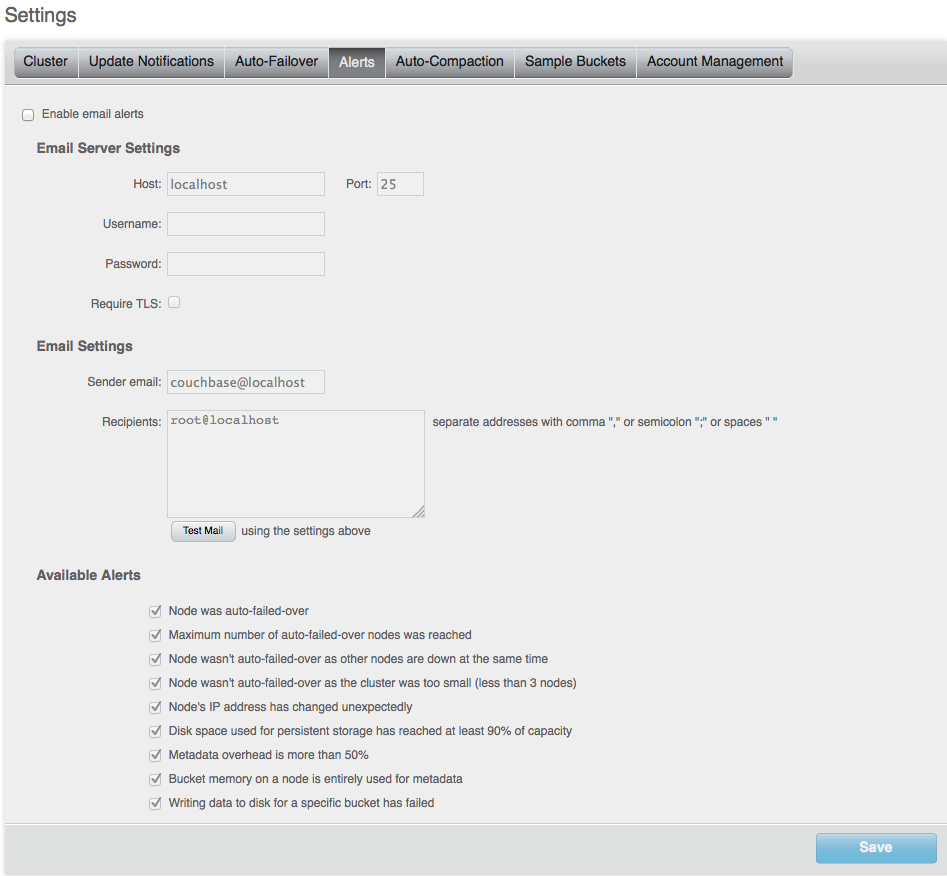 Settings
Cluster Update Notifications Auto-Failover Alerts Auto-Compaction Sample Buckets Account Management
Enable email alerts
Email Server Settings
Host: localhost Port: 25
Username:
Password:
Require TLS:
Email Settings
Sender email: couchbase@localhost
Recipients: root@localhost separate addresses with comma "," or semicolon ";" or spaces " "
Test Mail using the settings above
Available Alerts
Node was auto-failed-over
Maximum number of auto-failed-over nodes was reached
Node wasn't auto-failed-over as other nodes are down at the same time
Node wasn't auto-failed-over as the cluster was too small (less than 3 nodes)
Node's IP address has changed unexpectedly
Disk space used for persistent storage has reached at least 90% of capacity
Metadata overhead is more than 50%
Bucket memory on a node is entirely used for metadata
Writing data to disk for a specific bucket has failed
Save